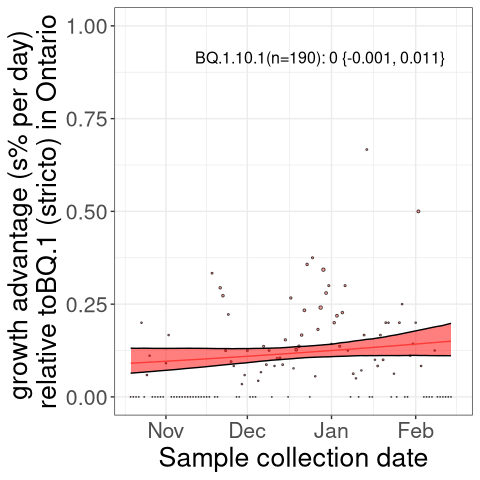 growth advantage (s% per day)
relative toBQ.1 (stricto) in Ontario
1.00
0.75
0.50
0.25
0.00
BQ.1.10.1(n=190): 0 {-0.001, 0.011}
Nov Dec Jan Feb
Sample collection date